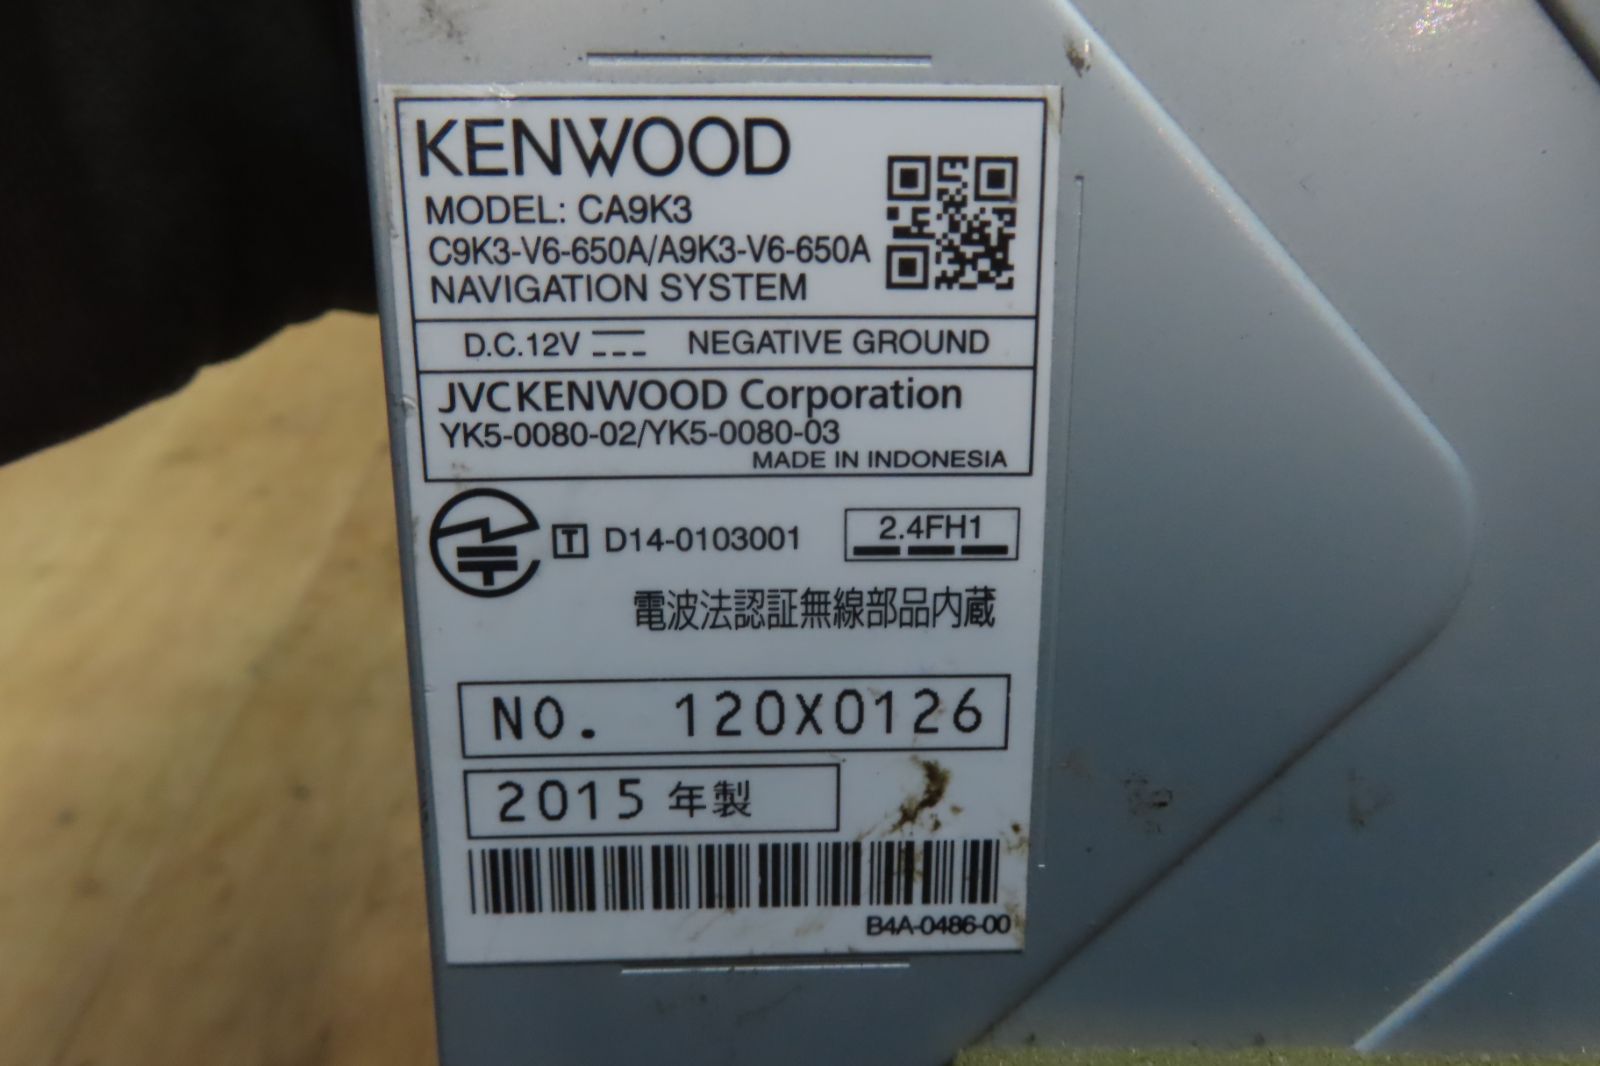 KENWOOD
MODEL: CA9K3
C9K3-V6-650A/A9K3-V6-650A
NAVIGATION SYSTEM
D.C.12V NEGATIVE GROUND
JVCKENWOOD Corporation
YK5-0080-02/YK5-0080-03
MADE IN INDONESIA
T D14-0103001 2.4FH1
電波法認証無線部品内蔵
NO. 120X0126
2015 年製
B4A-0486-00